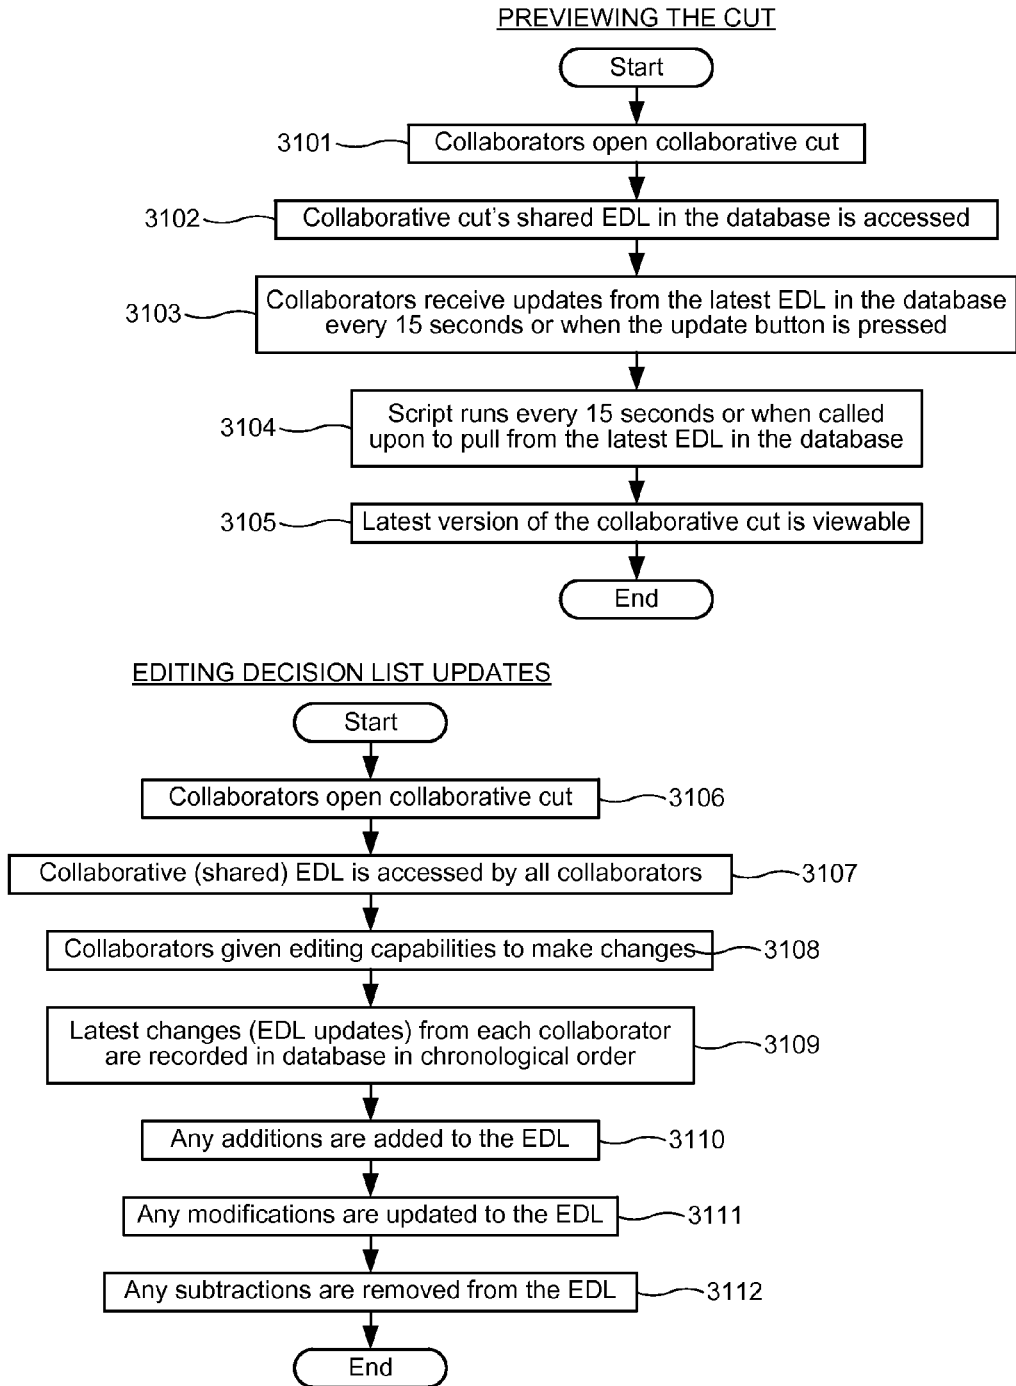 PREVIEWING THE CUT
Start
3101
Collaborators open collaborative cut
3102
Collaborative cut's shared EDL in the database is accessed
3103
Collaborators receive updates from the latest EDL in the database
every 15 seconds or when the update button is pressed
3104
Script runs every 15 seconds or when called
upon to pull from the latest EDL in the database
3105
Latest version of the collaborative cut is viewable
End
EDITING DECISION LIST UPDATES
Start
Collaborators open collaborative cut
3106
Collaborative (shared) EDL is accessed by all collaborators
3107
Collaborators given editing capabilities to make changes
3108
Latest changes (EDL updates) from each collaborator
are recorded in database in chronological order
3109
Any additions are added to the EDL
3110
Any modifications are updated to the EDL
3111
Any subtractions are removed from the EDL
3112
End